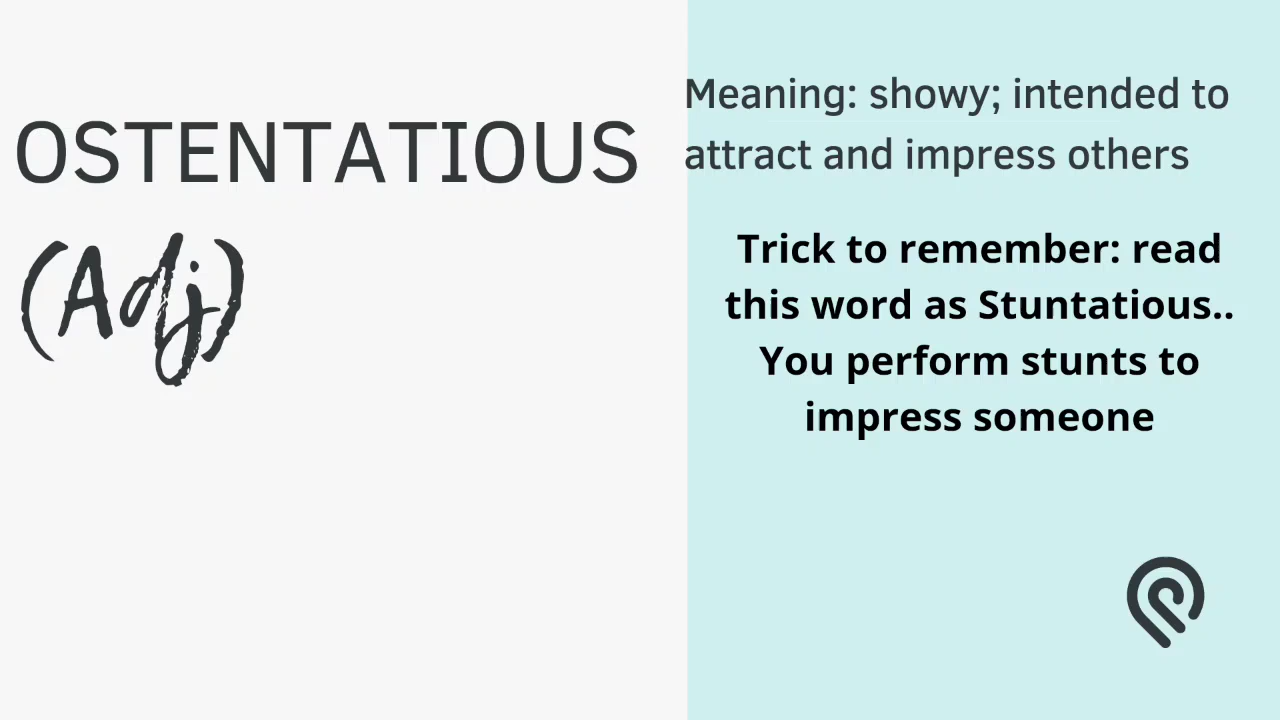 OSTENTATIOUS
(Adj)
Meaning: showy; intended to
attract and impress others
Trick to remember: read
this word as Stuntatious..
You perform stunts to
impress someone